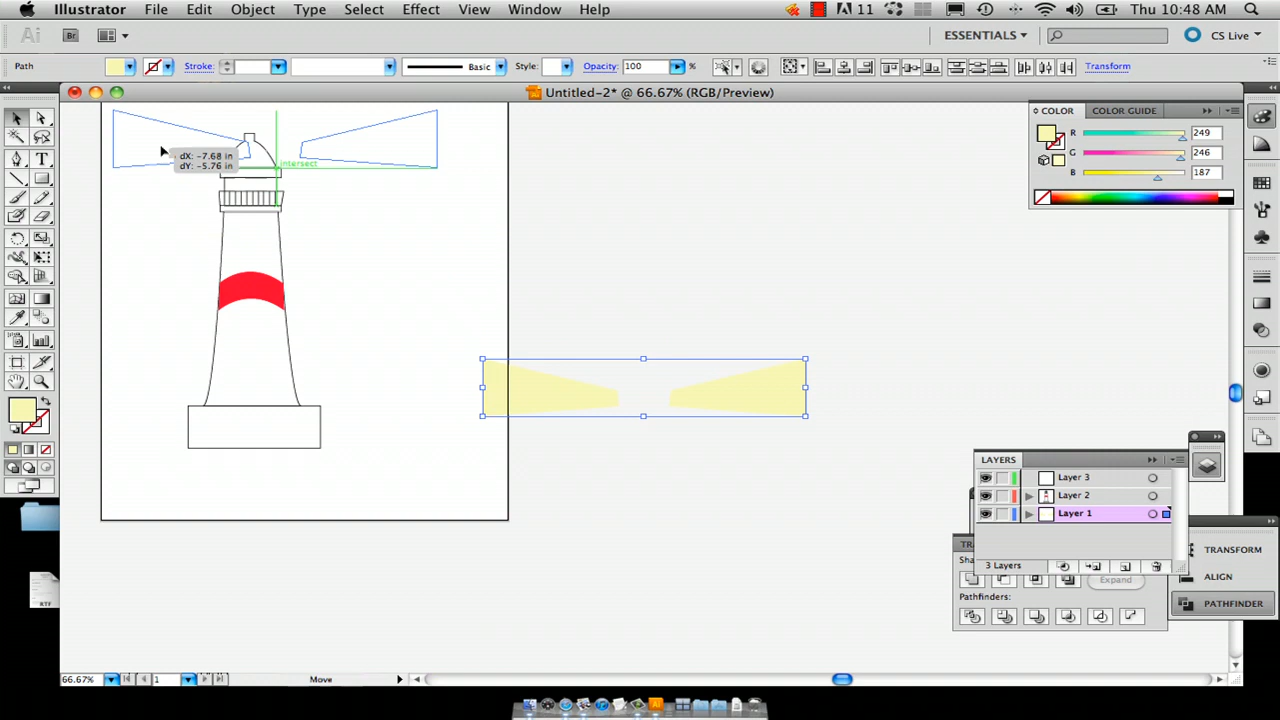 Illustrator File Edit Object Type Select Effect View Window Help 11 Thu 10:48 AM
Ai Br ESSENTIALS CS Live
Path Stroke: Basic Style: Opacity: 100 % Transform
Untitled-2* @ 66.67% (RGB/Preview)
COLOR COLOR GUIDE
R 249
G 246
B 187
dX: -7.68 in
dY: -5.76 in
intersect
LAYERS
Layer 3
Layer 2
Layer 1
3 Layers
Expand
Pathfinders:
TRANSFORM
ALIGN
PATHFINDER
RTF
66.67% 1 Move